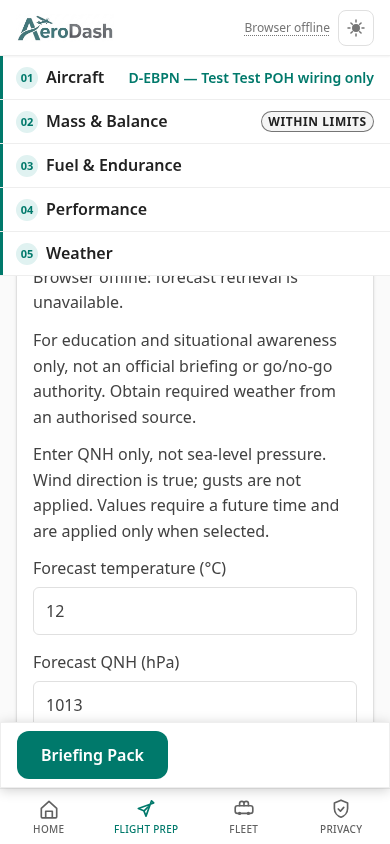 AeroDash
Browser offline
01 Aircraft D-EBPN — Test Test POH wiring only
02 Mass & Balance WITHIN LIMITS
03 Fuel & Endurance
04 Performance
05 Weather
Browser offline: forecast retrieval is
unavailable.
For education and situational awareness
only, not an official briefing or go/no-go
authority. Obtain required weather from
an authorised source.
Enter QNH only, not sea-level pressure.
Wind direction is true; gusts are not
applied. Values require a future time and
are applied only when selected.
Forecast temperature (°C)
12
Forecast QNH (hPa)
1013
Briefing Pack
HOME FLIGHT PREP FLEET PRIVACY